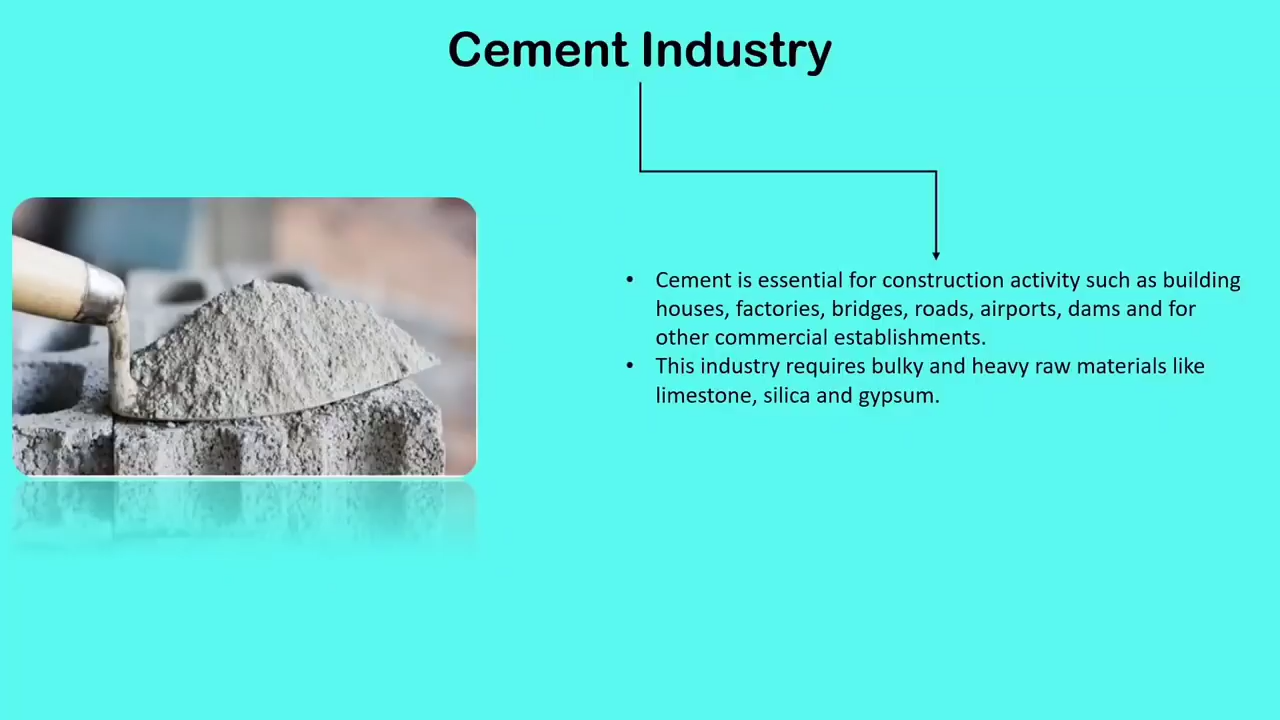 Cement Industry
• Cement is essential for construction activity such as building
houses, factories, bridges, roads, airports, dams and for
other commercial establishments.
• This industry requires bulky and heavy raw materials like
limestone, silica and gypsum.